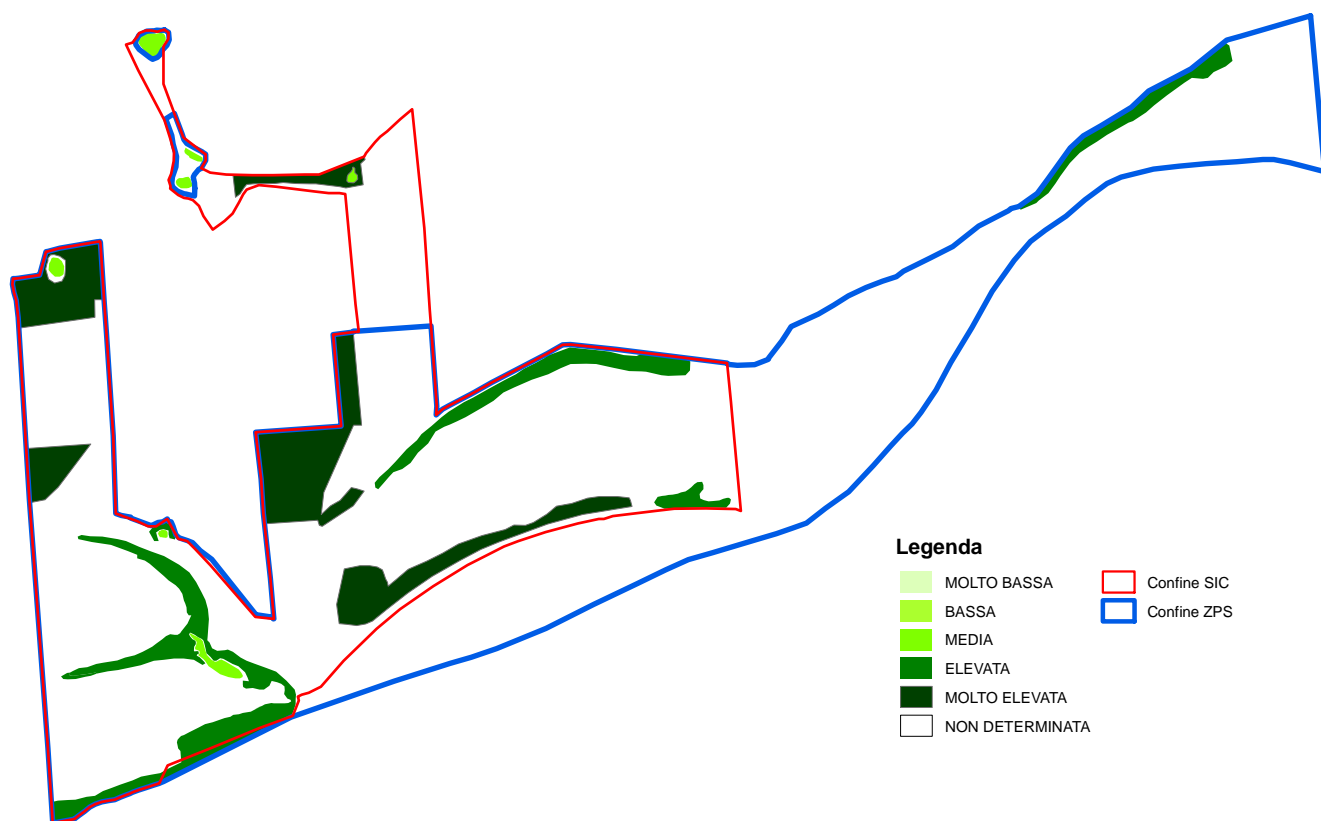 Legenda
MOLTO BASSA
BASSA
MEDIA
ELEVATA
MOLTO ELEVATA
NON DETERMINATA
Confine SIC
Confine ZPS